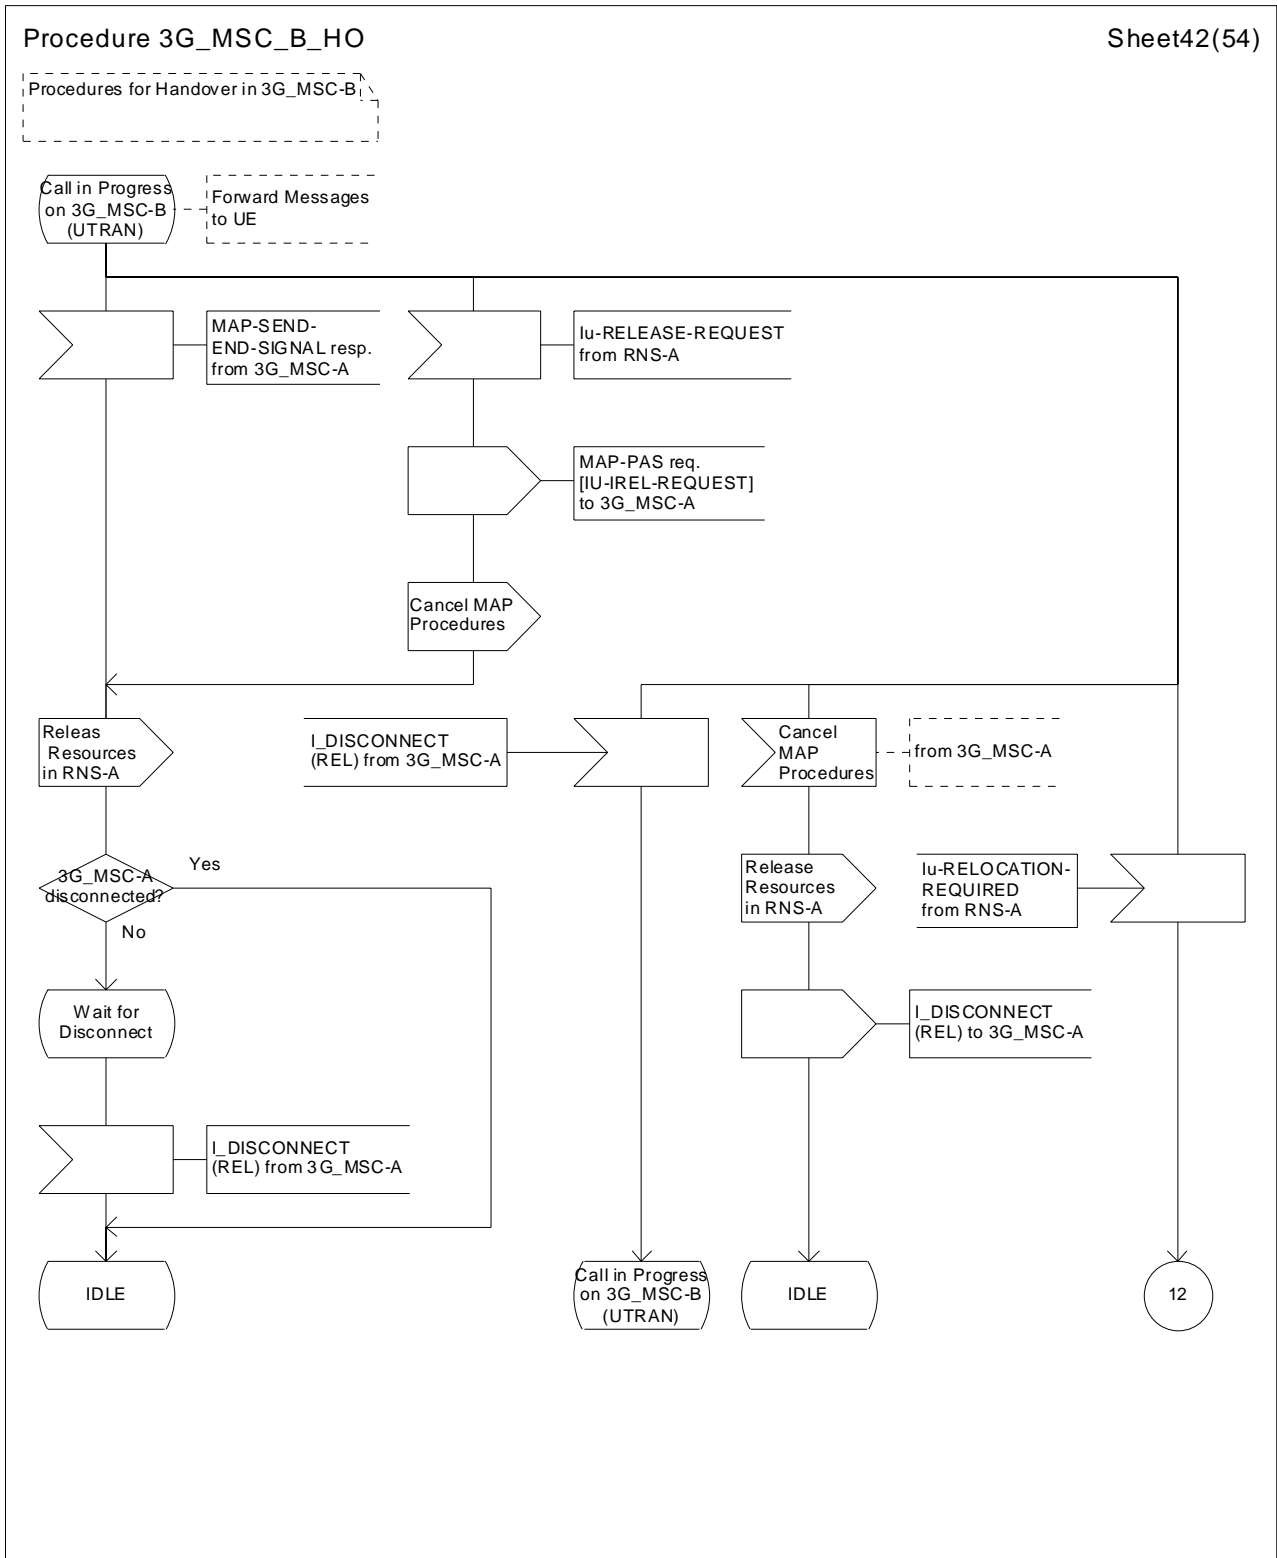 Procedure 3G_MSC_B_HO
Sheet42(54)
Procedures for Handover in 3G_MSC-B
Call in Progress
on 3G_MSC-B
(UTRAN)
Forward Messages
to UE
MAP-SEND-
END-SIGNAL resp.
from 3G_MSC-A
Iu-RELEASE-REQUEST
from RNS-A
MAP-PAS req.
[IU-IREL-REQUEST]
to 3G_MSC-A
Cancel MAP
Procedures
Releas
Resources
in RNS-A
I_DISCONNECT
(REL) from 3G_MSC-A
Cancel
MAP
Procedures
from 3G_MSC-A
3G_MSC-A
disconnected?
Yes
No
Release
Resources
in RNS-A
Iu-RELOCATION-
REQUIRED
from RNS-A
Wait for
Disconnect
I_DISCONNECT
(REL) to 3G_MSC-A
I_DISCONNECT
(REL) from 3G_MSC-A
IDLE
Call in Progress
on 3G_MSC-B
(UTRAN)
IDLE
12